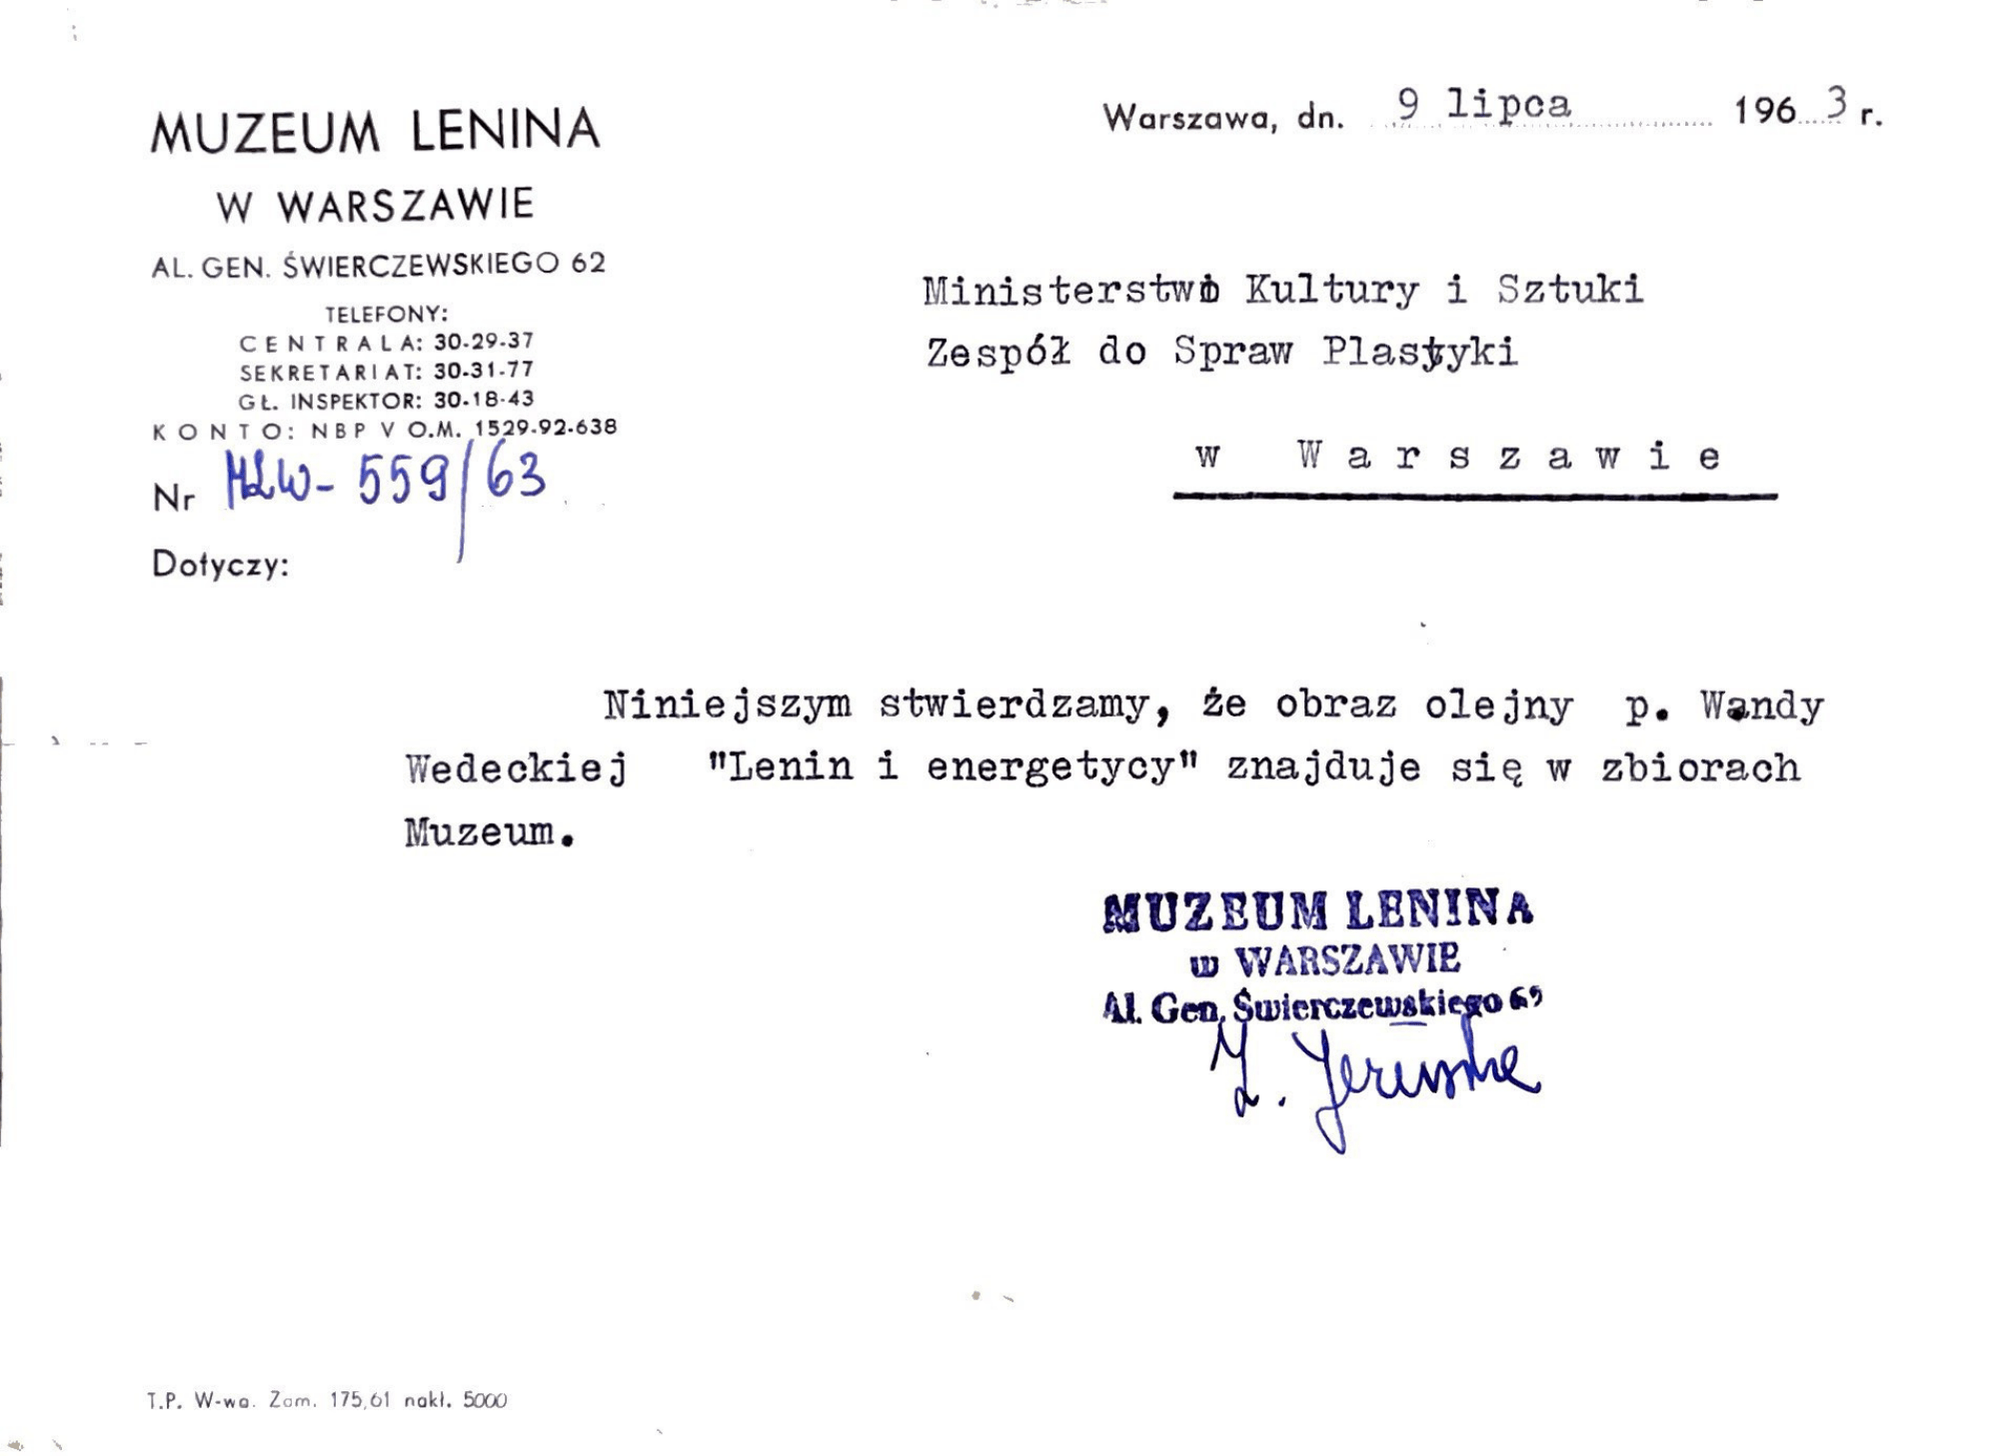 MUZEUM LENINA
W WARSZAWIE
AL. GEN. ŚWIERCZEWSKIEGO 62
TELEFONY:
CENTRALA: 30-29-37
SEKRETARIAT: 30-31-77
GŁ. INSPEKTOR: 30-18-43
KONTO: NBP V O.M. 1529-92-638
Nr MLW - 559/63
Dotyczy:
Warszawa, dn. 9 lipca 1963 r.
Ministerstwo Kultury i Sztuki
Zespół do Spraw Plastyki
w Warszawie
Niniejszym stwierdzamy, że obraz olejny p. Wandy
Wedeckiej "Lenin i energetycy" znajduje się w zbiorach
Muzeum.
MUZEUM LENINA
w WARSZAWIE
Al. Gen. Świerczewskiego 62
T.P. W-wa. Zam. 175,61 nakł. 5000